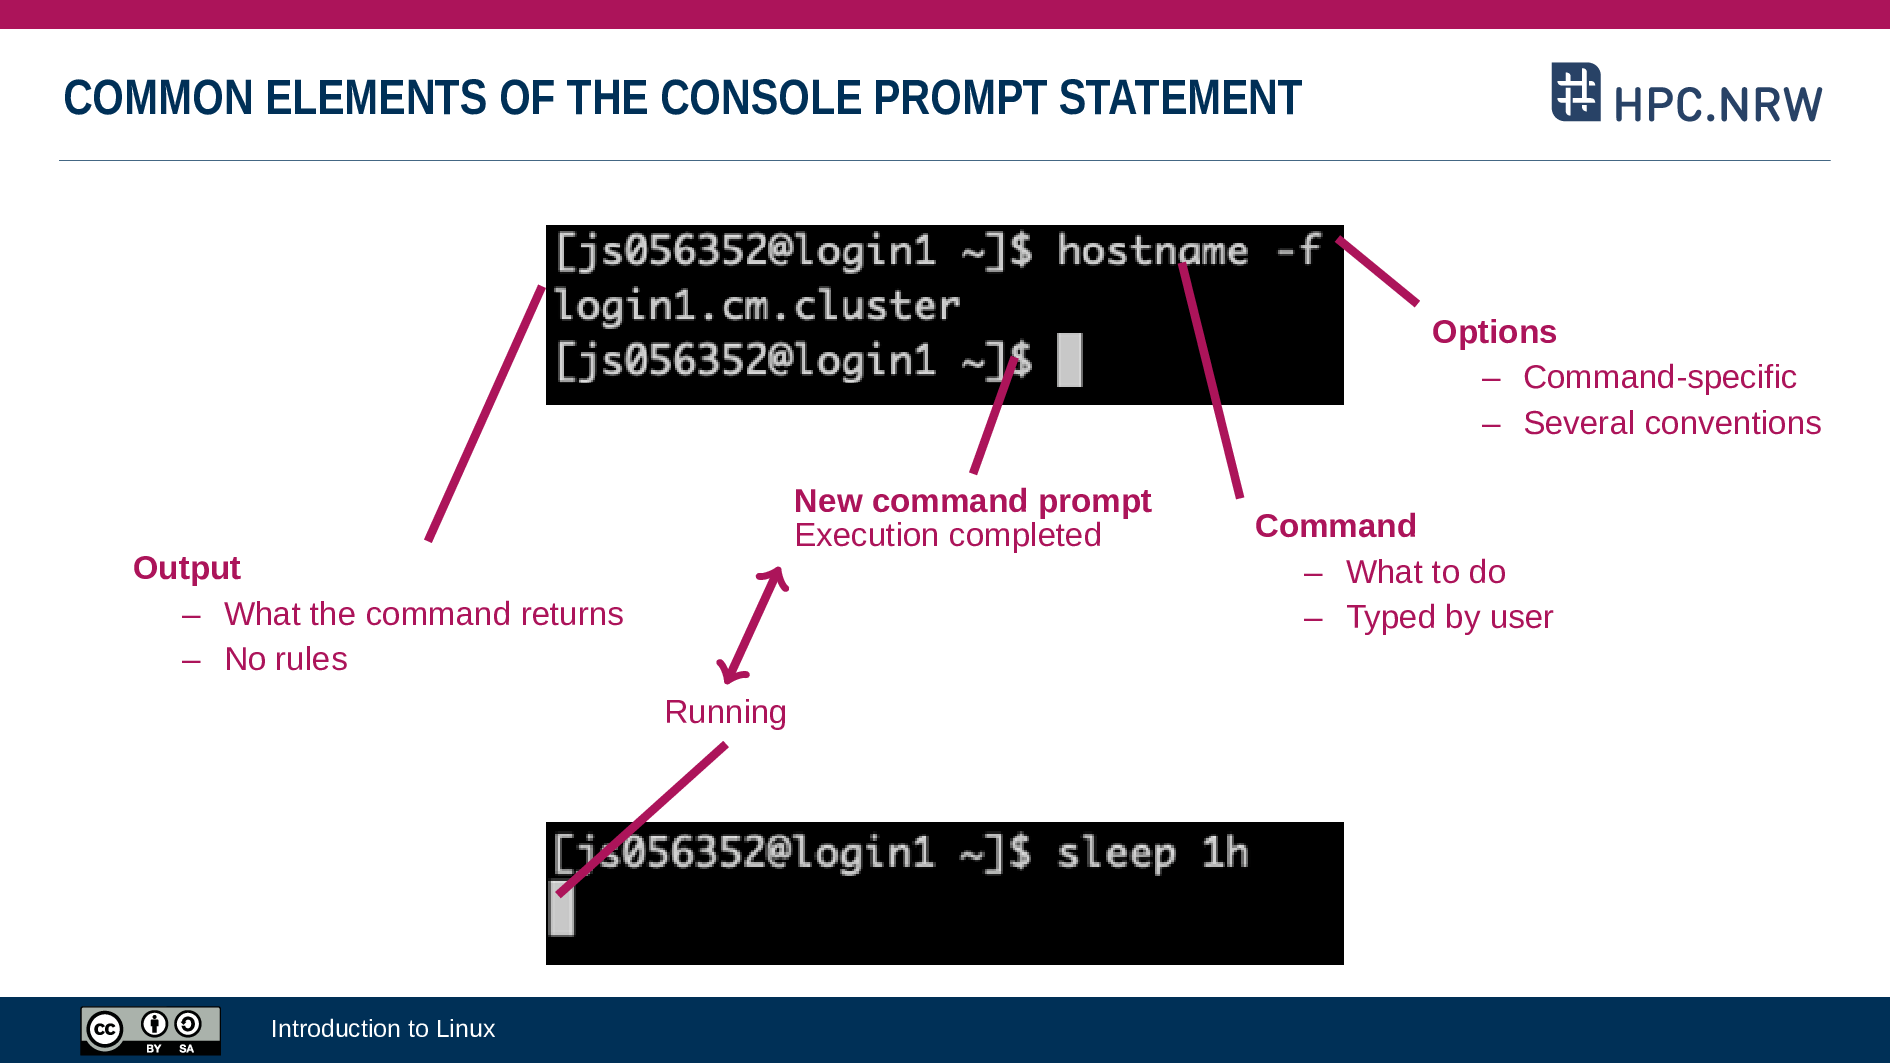 COMMON ELEMENTS OF THE CONSOLE PROMPT STATEMENT
HPC.NRW
[js056352@login1 ~]$ hostname -f
login1.cm.cluster
[js056352@login1 ~]$
Options
– Command-specific
– Several conventions
New command prompt
Execution completed
Command
– What to do
– Typed by user
Output
– What the command returns
– No rules
Running
[js056352@login1 ~]$ sleep 1h
cc BY SA
Introduction to Linux